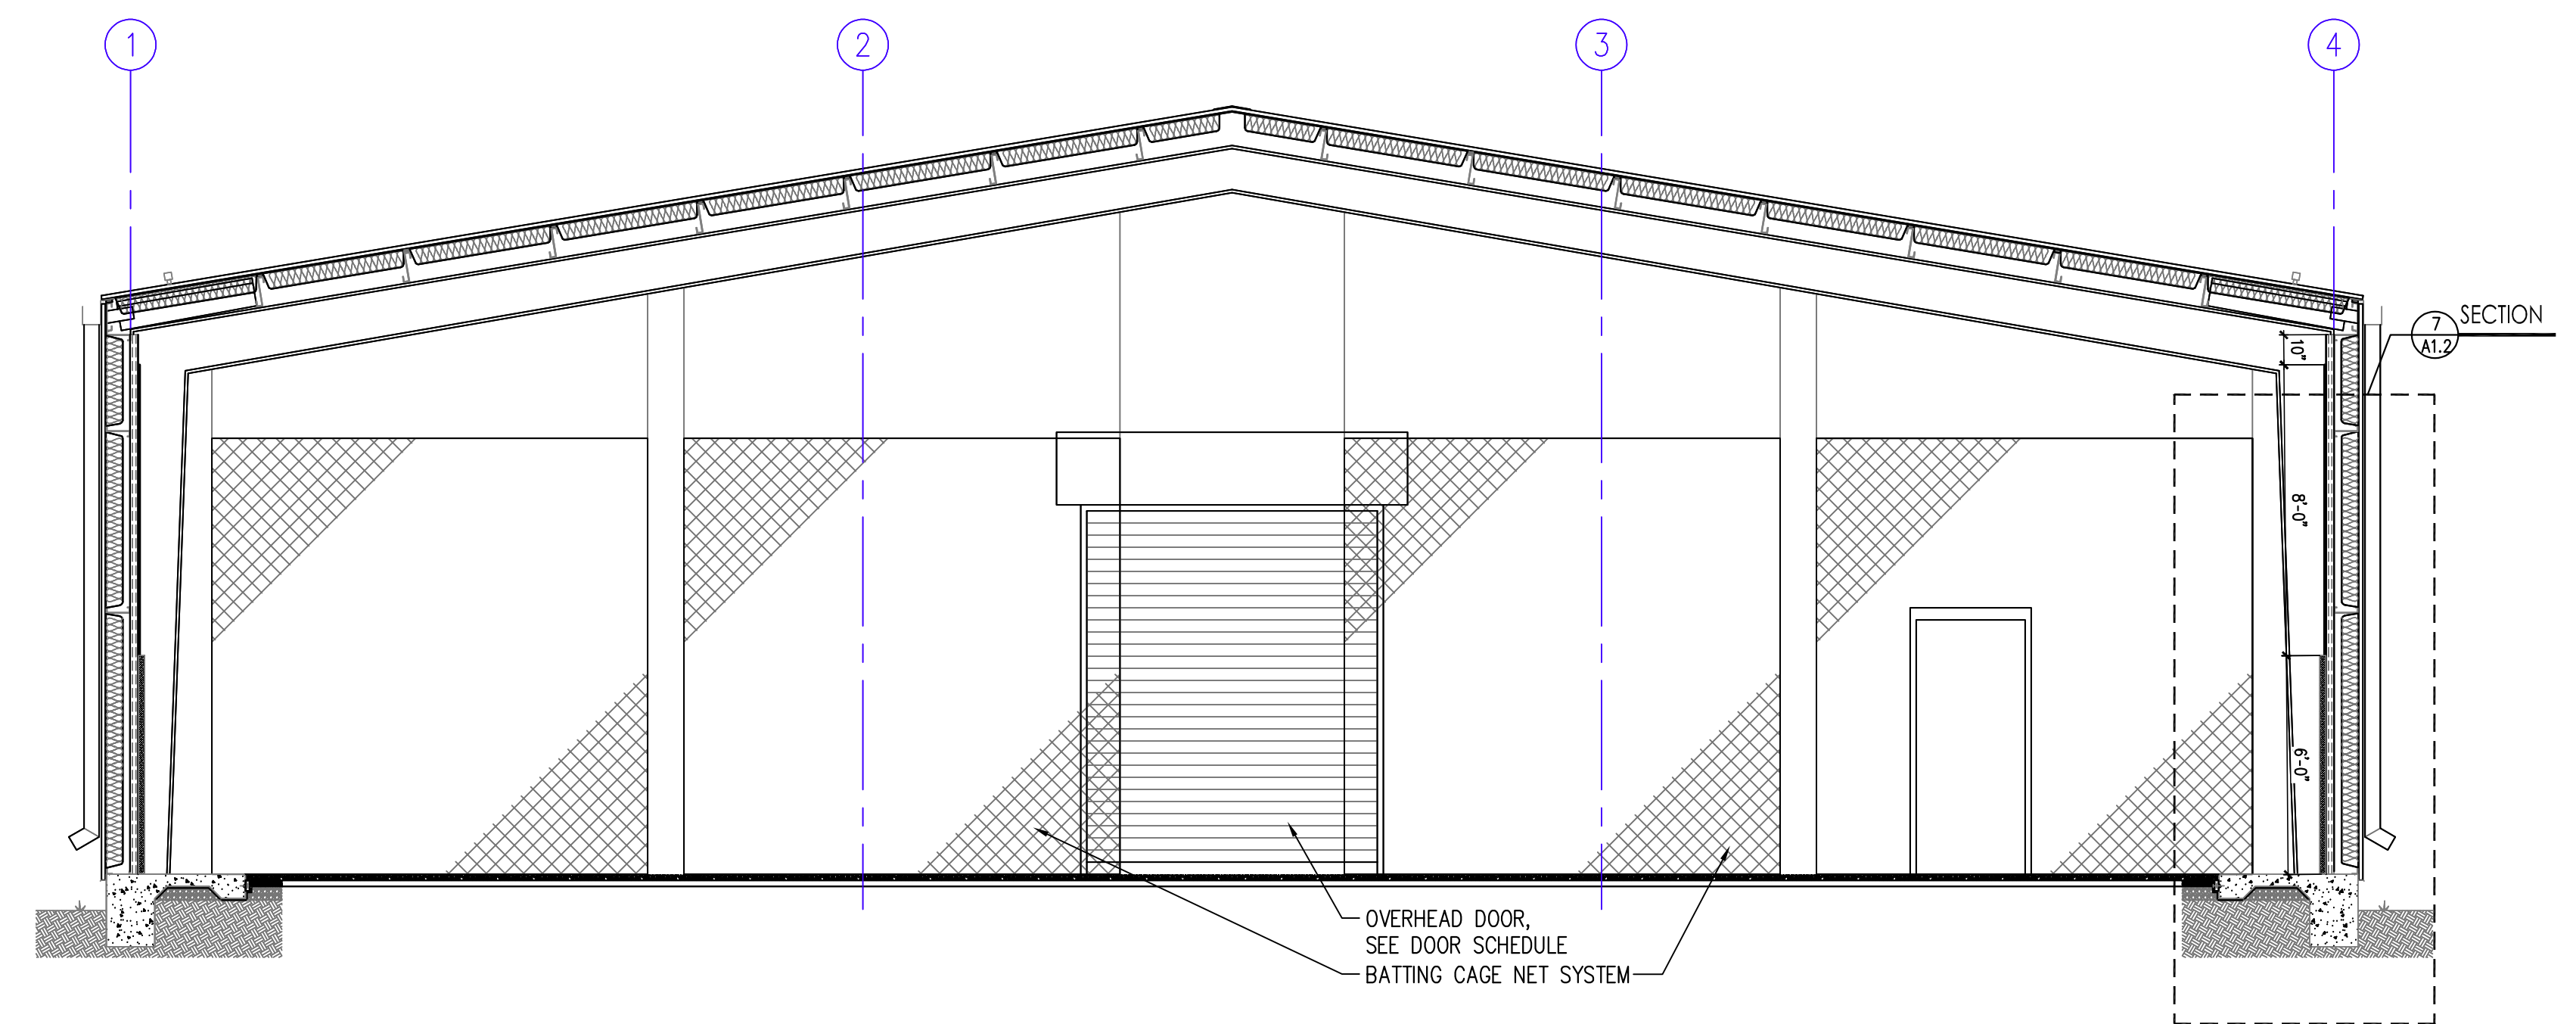 1
2
3
4
7
SECTION
A1.2
10"
8'-0"
6'-0"
OVERHEAD DOOR,
SEE DOOR SCHEDULE
BATTING CAGE NET SYSTEM